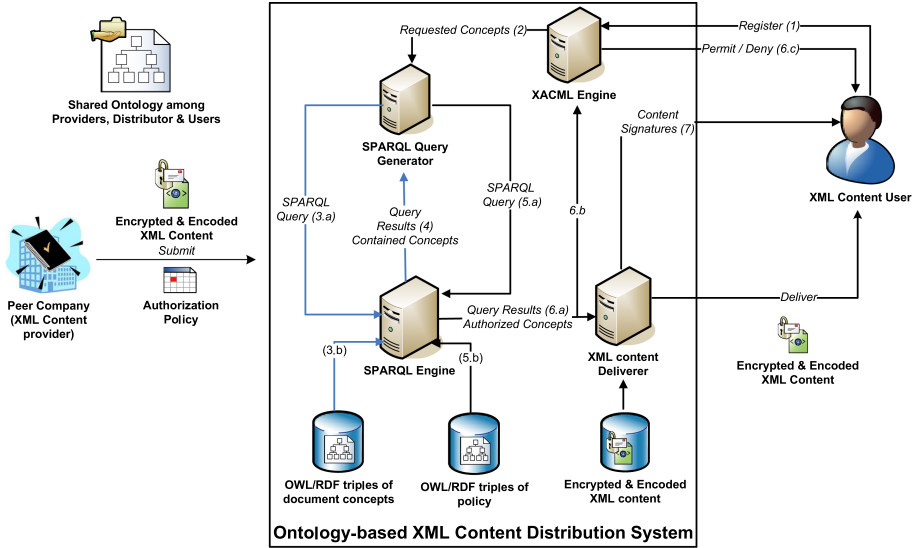 Shared Ontology among
Providers, Distributor & Users
Encrypted & Encoded
XML Content
Submit
Authorization
Policy
Peer Company
(XML Content
provider)
Requested Concepts (2)
XACML Engine
Register (1)
Permit / Deny (6.c)
Content
Signatures (7)
XML Content User
SPARQL Query
Generator
SPARQL
Query (3.a)
Query
Results (4)
Contained Concepts
SPARQL
Query (5.a)
6.b
Query Results (6.a)
Authorized Concepts
SPARQL Engine
(3.b)
(5.b)
XML content
Deliverer
Deliver
Encrypted & Encoded
XML Content
OWL/RDF triples of
document concepts
OWL/RDF triples of
policy
Encrypted & Encoded
XML content
Ontology-based XML Content Distribution System